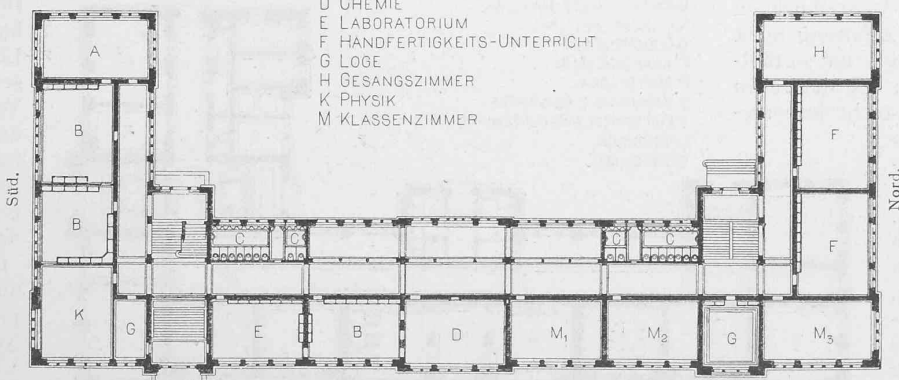 D CHEMIE
E LABORATORIUM
F HANDFERTIGKEITS-UNTERRICHT
G LOGE
H GESANGSZIMMER
K PHYSIK
M KLASSENZIMMER
A
H
B
F
Süd.
Nord.
B
F
C C C C
K
G
E
B
D
M₁
M₂
G
M₃